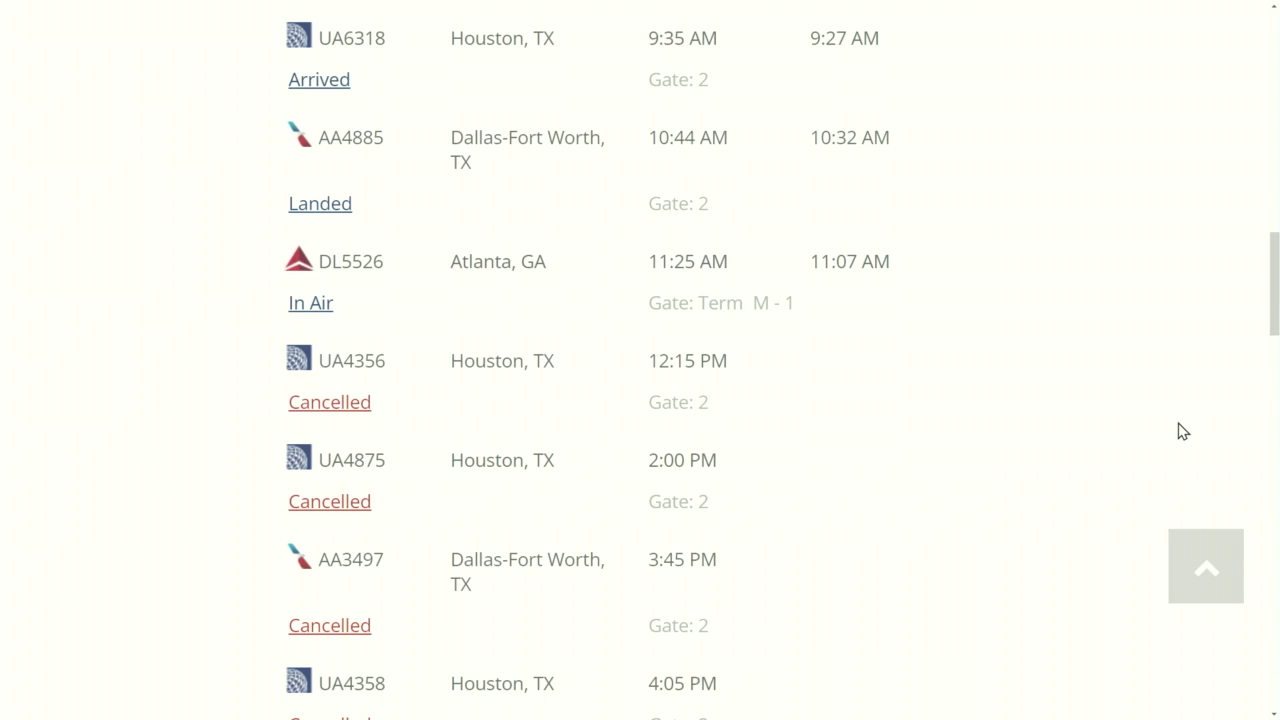 UA6318 Houston, TX 9:35 AM 9:27 AM
Arrived Gate: 2
AA4885 Dallas-Fort Worth, 10:44 AM 10:32 AM
TX
Landed Gate: 2
DL5526 Atlanta, GA 11:25 AM 11:07 AM
In Air Gate: Term M - 1
UA4356 Houston, TX 12:15 PM
Cancelled Gate: 2
UA4875 Houston, TX 2:00 PM
Cancelled Gate: 2
AA3497 Dallas-Fort Worth, 3:45 PM
TX
Cancelled Gate: 2
UA4358 Houston, TX 4:05 PM